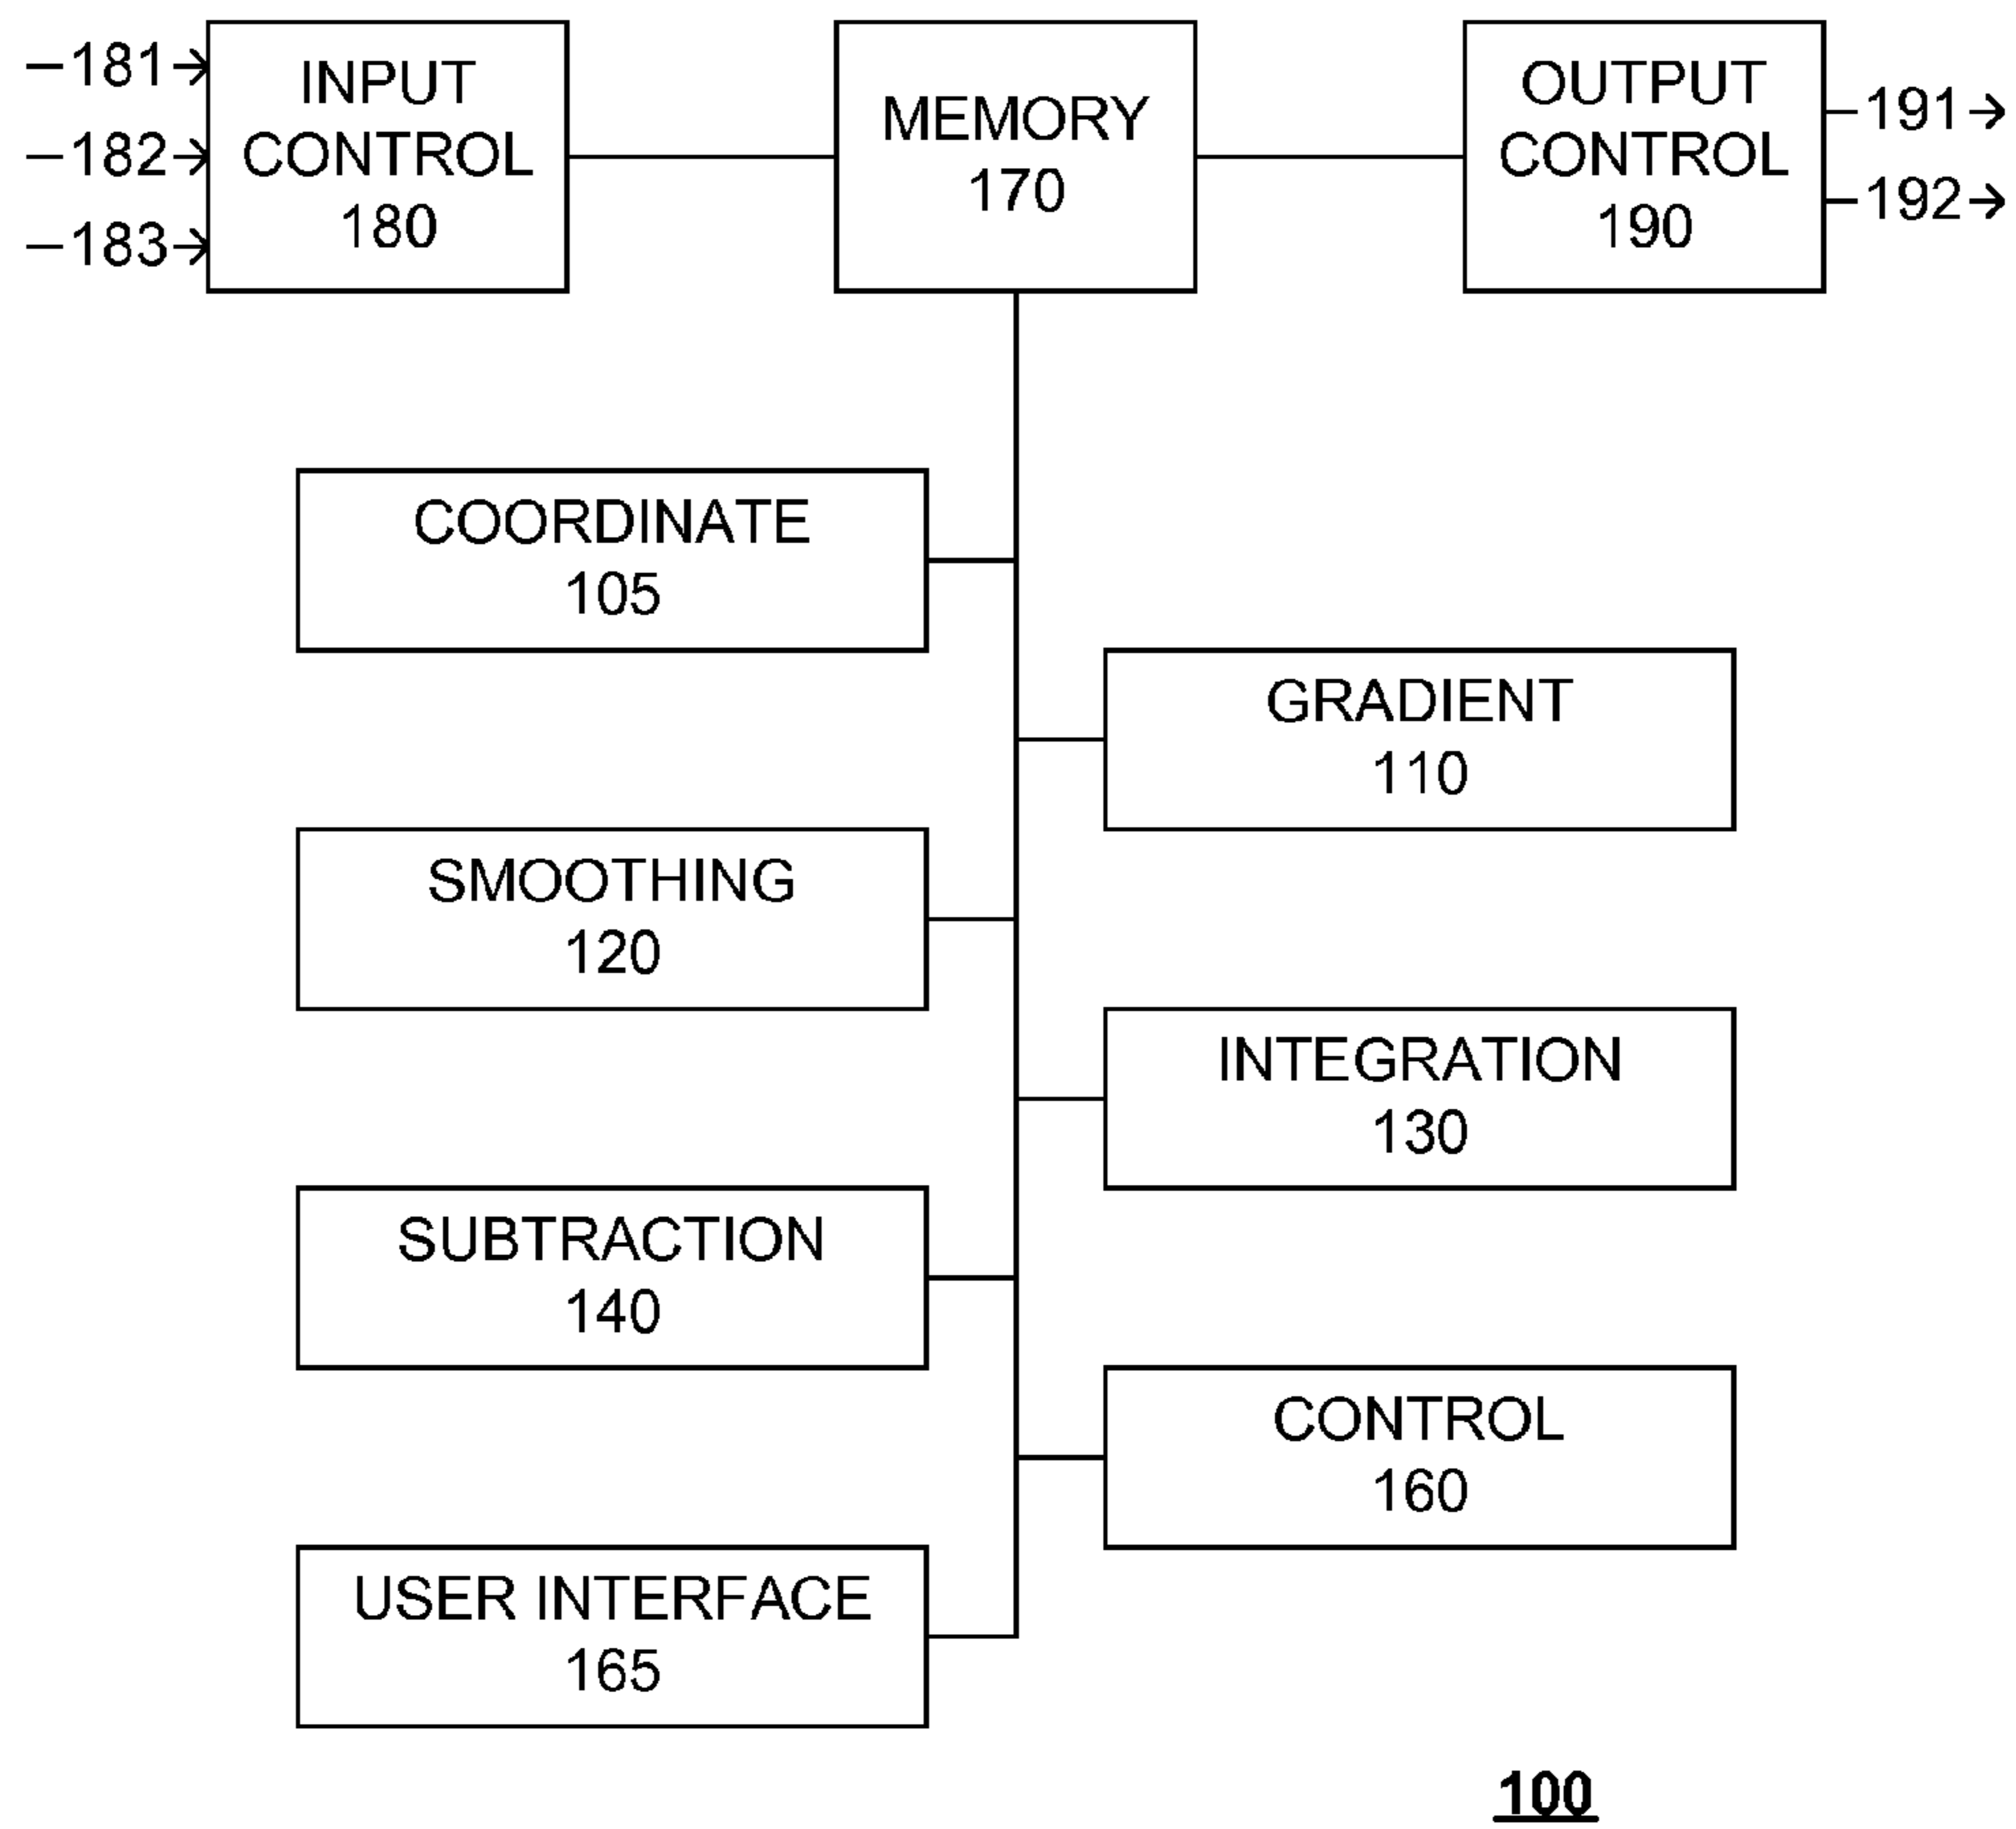 181
182
183
INPUT
CONTROL
180
MEMORY
170
OUTPUT
CONTROL
190
191
192
COORDINATE
105
GRADIENT
110
SMOOTHING
120
INTEGRATION
130
SUBTRACTION
140
CONTROL
160
USER INTERFACE
165
100